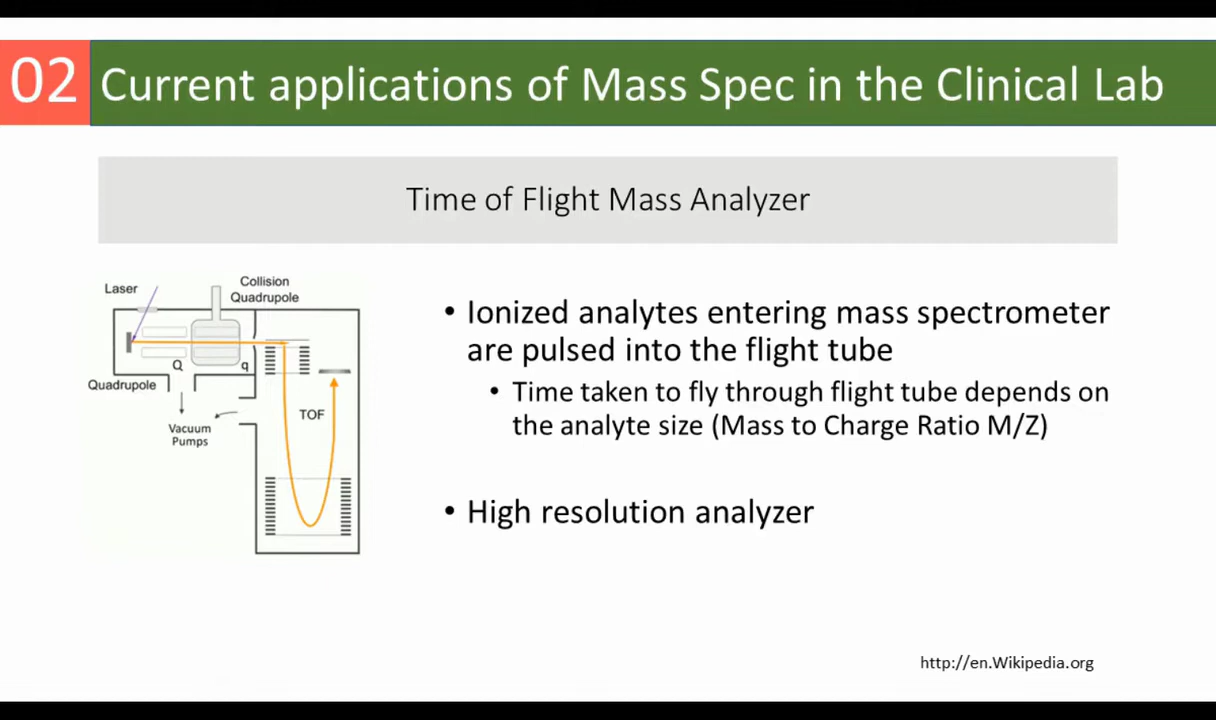 02 Current applications of Mass Spec in the Clinical Lab
Time of Flight Mass Analyzer
Laser
Collision
Quadrupole
Q
q
Quadrupole
TOF
Vacuum
Pumps
• Ionized analytes entering mass spectrometer
are pulsed into the flight tube
• Time taken to fly through flight tube depends on
the analyte size (Mass to Charge Ratio M/Z)
• High resolution analyzer
http://en.Wikipedia.org